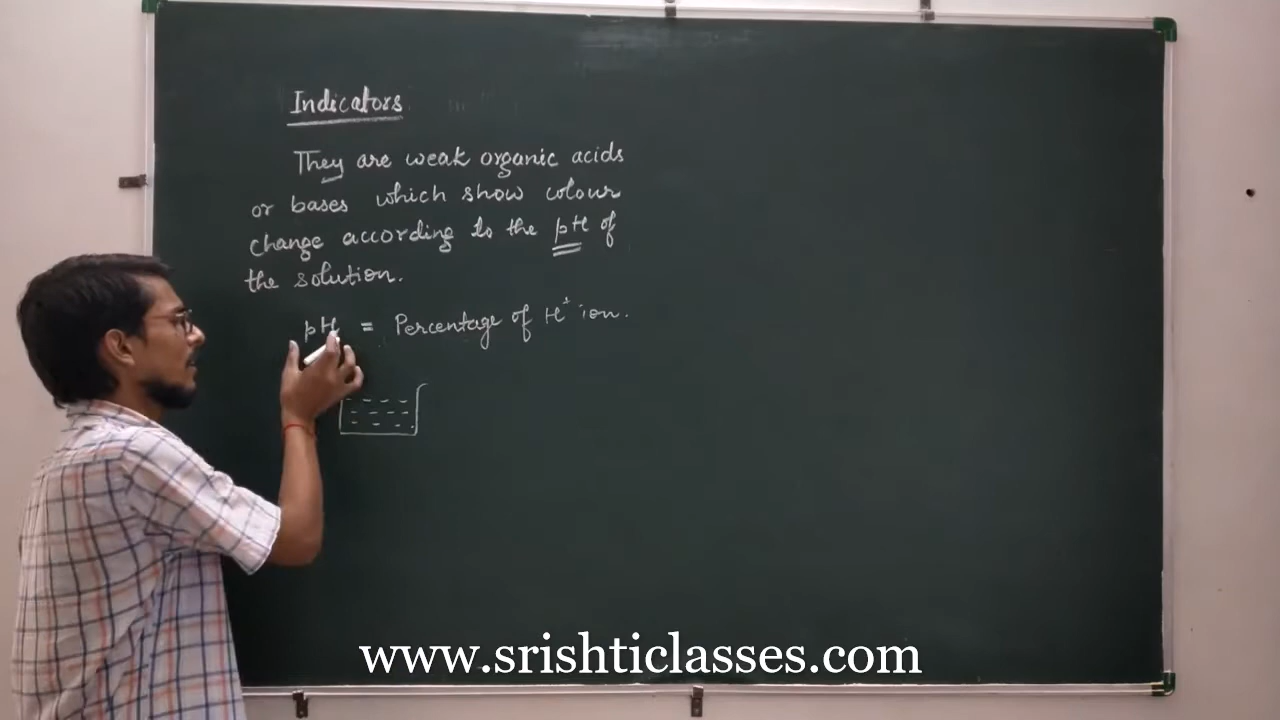 Indicators
They are weak organic acids
or bases which show colour
change according to the pH of
the solution.
pH = Percentage of H⁺ ion.
www.srishticlasses.com